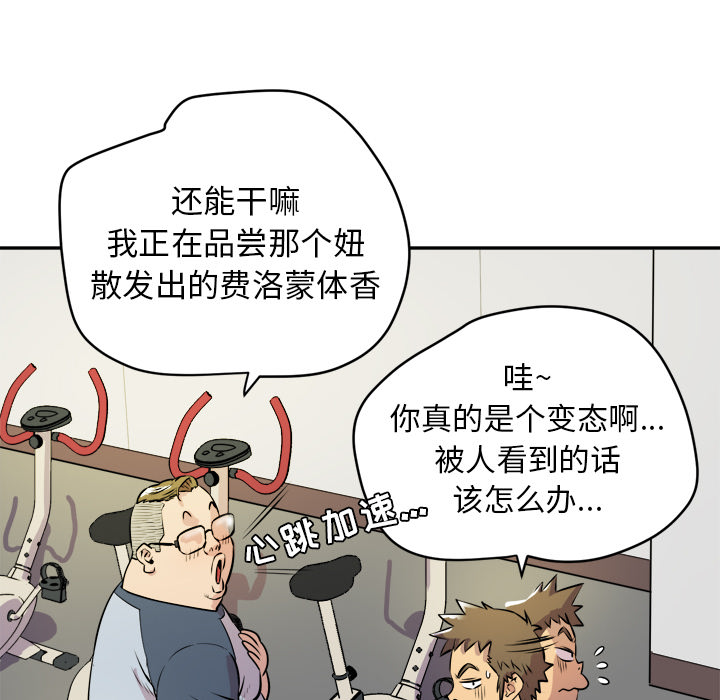 还能干嘛
我正在品尝那个妞
散发出的费洛蒙体香
哇~
你真的是个变态啊...
被人看到的话
该怎么办...
心跳加速...